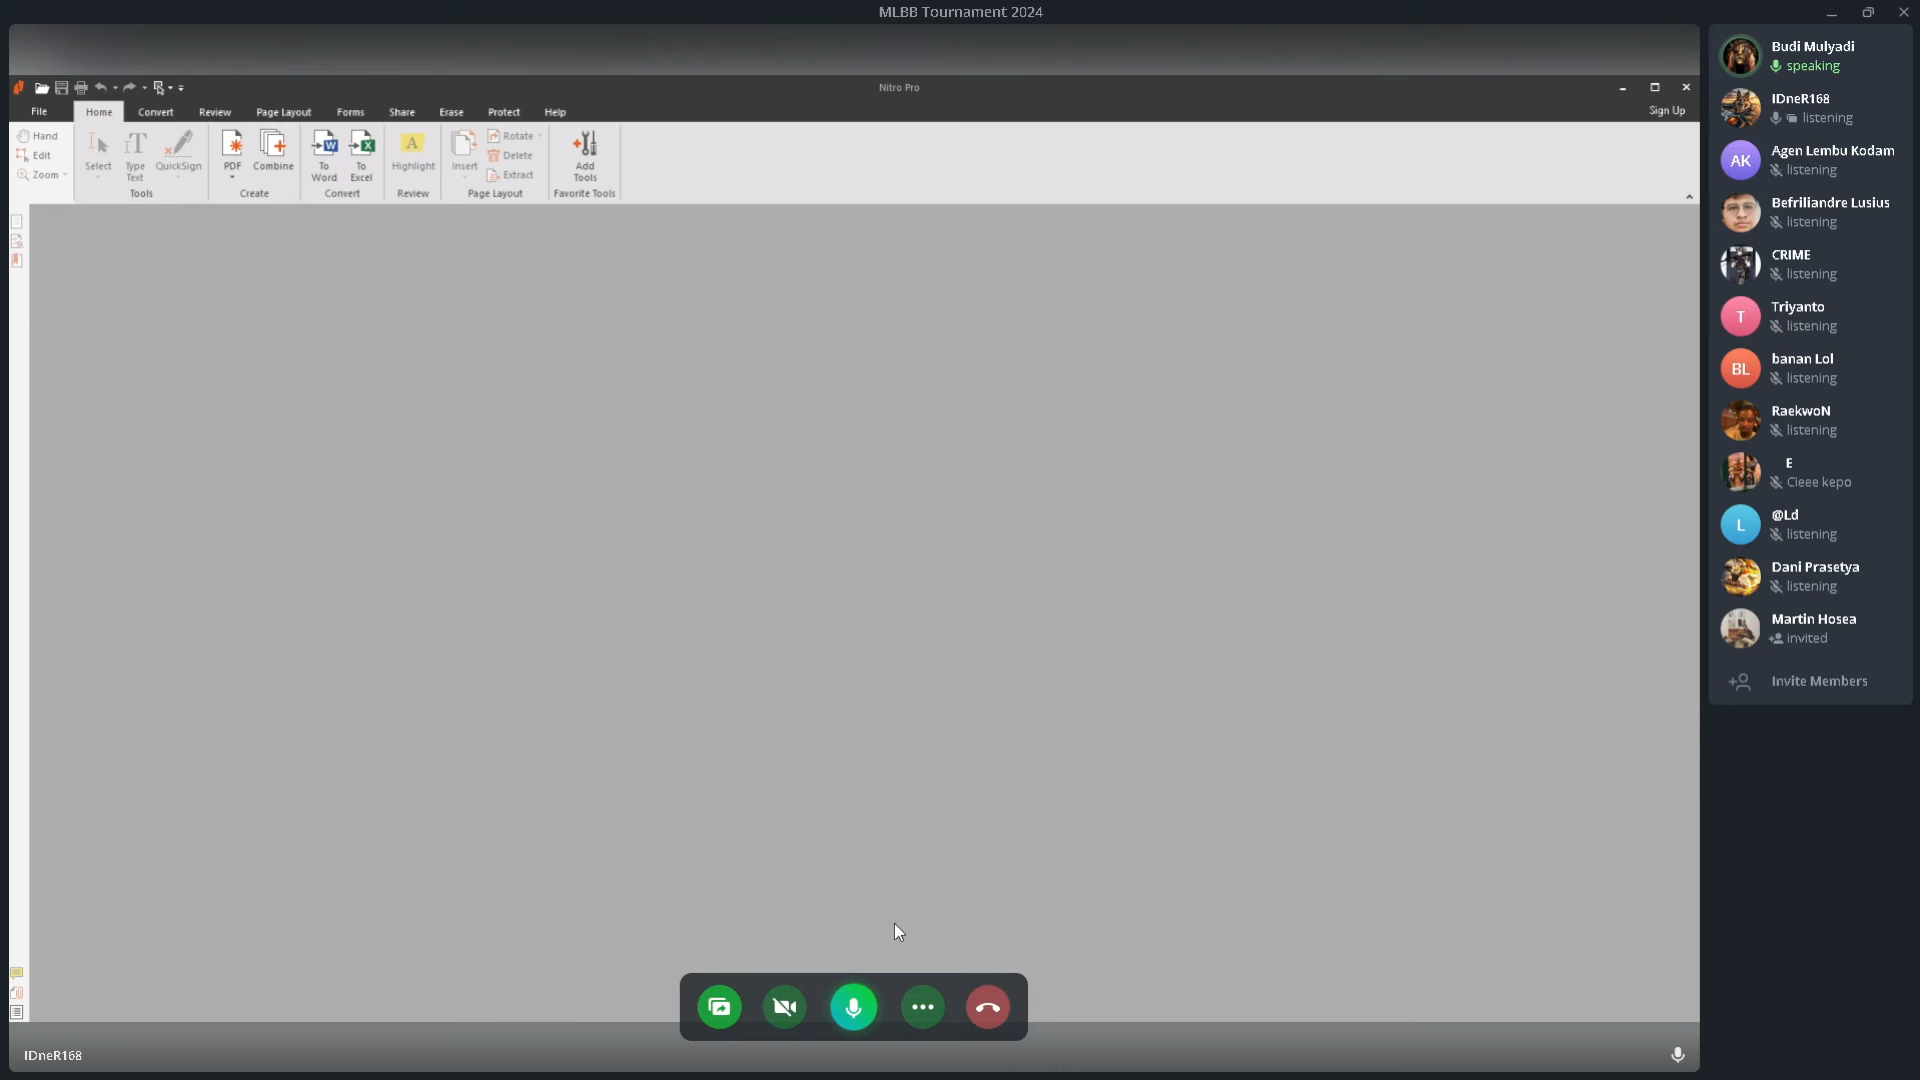 MLBB Tournament 2024
Nitro Pro
File Home Convert Review Page Layout Forms Share Erase Protect Help
Sign Up
Hand
Edit
Zoom
Select
Type Text
QuickSign
Tools
PDF
Combine
Create
To Word
To Excel
Convert
A
Highlight
Review
Insert
Rotate
Delete
Extract
Page Layout
Add Tools
Favorite Tools
Budi Mulyadi
speaking
IDneR168
listening
AK
Agen Lembu Kodam
listening
Befriliandre Lusius
listening
CRIME
listening
T
Triyanto
listening
BL
banan Lol
listening
RaekwoN
listening
E
Cieee kepo
L
@Ld
listening
Dani Prasetya
listening
Martin Hosea
invited
Invite Members
IDneR168